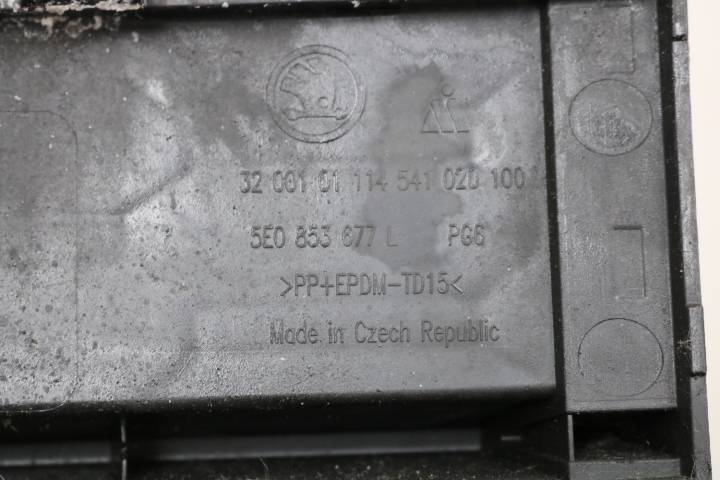 32 001 01 114 541 020 100
5E0 853 677 L PG6
>PP+EPDM-TD15<
Made in Czech Republic